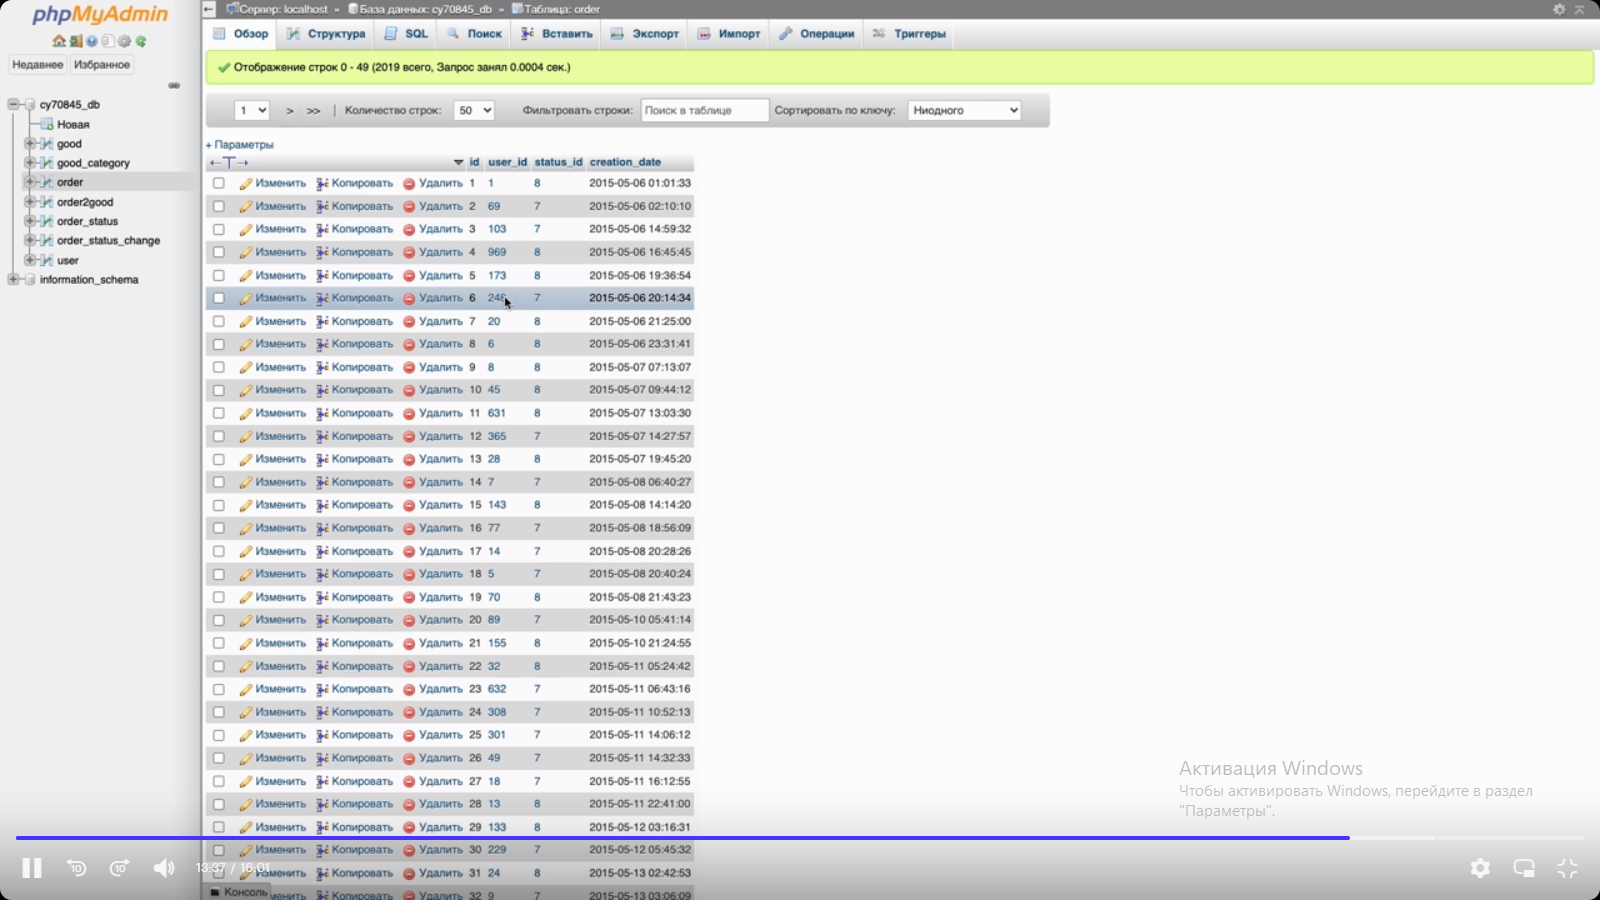 phpMyAdmin
Недавнее Избранное
cy70845_db
Новая
good
good_category
order
order2good
order_status
order_status_change
user
information_schema
Сервер: localhost » База данных: cy70845_db » Таблица: order
Обзор Структура SQL Поиск Вставить Экспорт Импорт Операции Триггеры
Отображение строк 0 - 49 (2019 всего, Запрос занял 0.0004 сек.)
1 > >> | Количество строк: 50 Фильтровать строки: Поиск в таблице Сортировать по ключу: Ниодного
+ Параметры
←T→ id user_id status_id creation_date
Изменить Копировать Удалить 1 1 8 2015-05-06 01:01:33
Изменить Копировать Удалить 2 69 7 2015-05-06 02:10:10
Изменить Копировать Удалить 3 103 7 2015-05-06 14:59:32
Изменить Копировать Удалить 4 969 8 2015-05-06 16:45:45
Изменить Копировать Удалить 5 173 8 2015-05-06 19:36:54
Изменить Копировать Удалить 6 248 7 2015-05-06 20:14:34
Изменить Копировать Удалить 7 20 8 2015-05-06 21:25:00
Изменить Копировать Удалить 8 6 8 2015-05-06 23:31:41
Изменить Копировать Удалить 9 8 8 2015-05-07 07:13:07
Изменить Копировать Удалить 10 45 8 2015-05-07 09:44:12
Изменить Копировать Удалить 11 631 8 2015-05-07 13:03:30
Изменить Копировать Удалить 12 365 7 2015-05-07 14:27:57
Изменить Копировать Удалить 13 28 8 2015-05-07 19:45:20
Изменить Копировать Удалить 14 7 7 2015-05-08 06:40:27
Изменить Копировать Удалить 15 143 8 2015-05-08 14:14:20
Изменить Копировать Удалить 16 77 7 2015-05-08 18:56:09
Изменить Копировать Удалить 17 14 7 2015-05-08 20:28:26
Изменить Копировать Удалить 18 5 7 2015-05-08 20:40:24
Изменить Копировать Удалить 19 70 8 2015-05-08 21:43:23
Изменить Копировать Удалить 20 89 7 2015-05-10 05:41:14
Изменить Копировать Удалить 21 155 8 2015-05-10 21:24:55
Изменить Копировать Удалить 22 32 8 2015-05-11 05:24:42
Изменить Копировать Удалить 23 632 7 2015-05-11 06:43:16
Изменить Копировать Удалить 24 308 7 2015-05-11 10:52:13
Изменить Копировать Удалить 25 301 7 2015-05-11 14:06:12
Изменить Копировать Удалить 26 49 7 2015-05-11 14:32:33
Изменить Копировать Удалить 27 18 7 2015-05-11 16:12:55
Изменить Копировать Удалить 28 13 8 2015-05-11 22:41:00
Изменить Копировать Удалить 29 133 8 2015-05-12 03:16:31
Изменить Копировать Удалить 30 229 7 2015-05-12 05:45:32
Изменить Копировать Удалить 31 24 8 2015-05-13 02:42:53
Копировать Удалить 32 9 7 2015-05-13 03:06:09
Консоль
Активация Windows
Чтобы активировать Windows, перейдите в раздел
"Параметры".
10 10 13:37 / 16:01